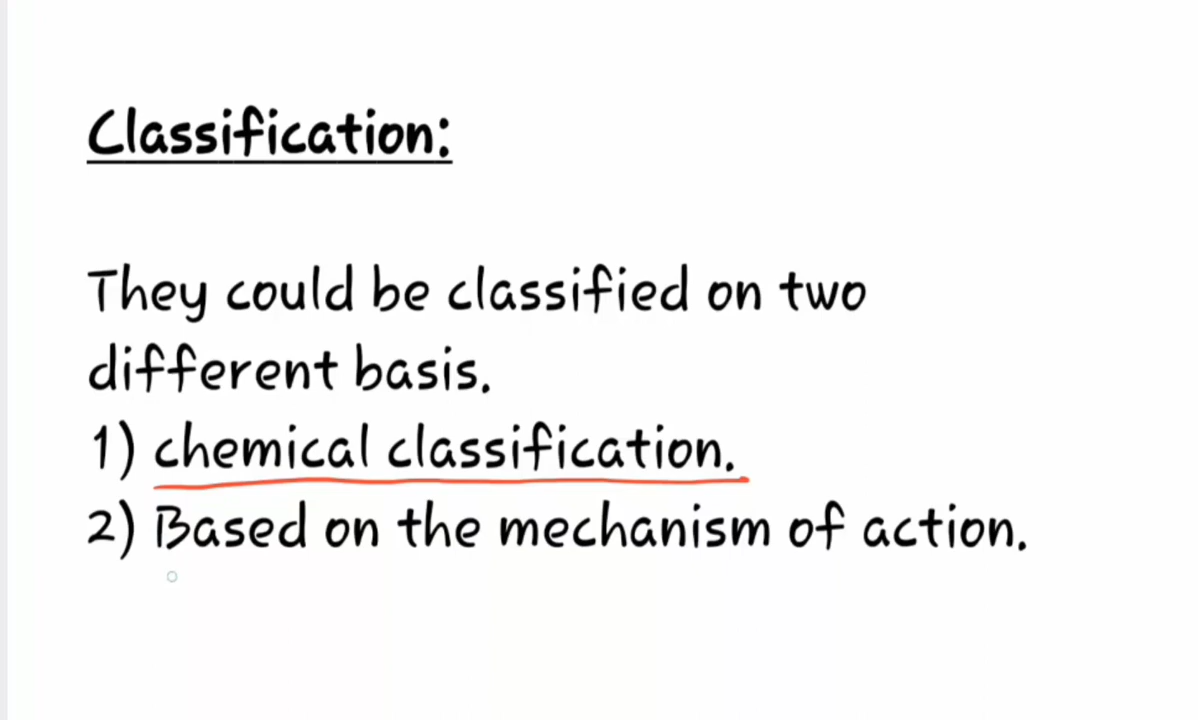 Classification:
They could be classified on two
different basis.
1) chemical classification.
2) Based on the mechanism of action.